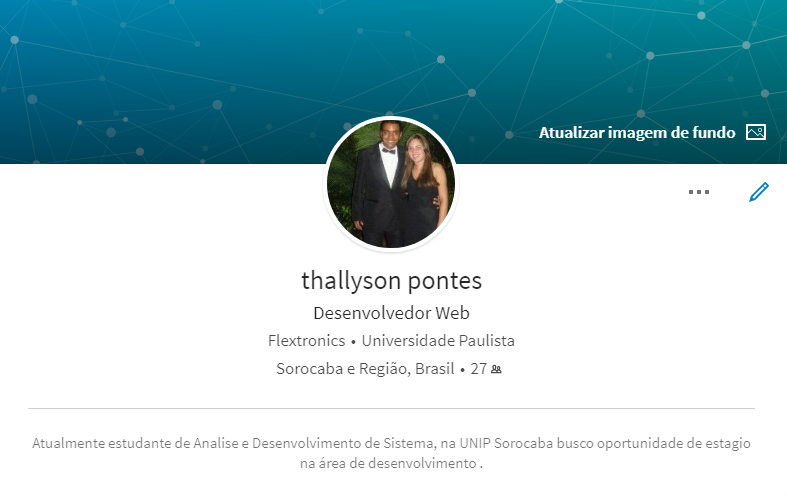 Atualizar imagem de fundo
thallyson pontes
Desenvolvedor Web
Flextronics • Universidade Paulista
Sorocaba e Região, Brasil • 27
Atualmente estudante de Analise e Desenvolvimento de Sistema, na UNIP Sorocaba busco oportunidade de estagio
na área de desenvolvimento .